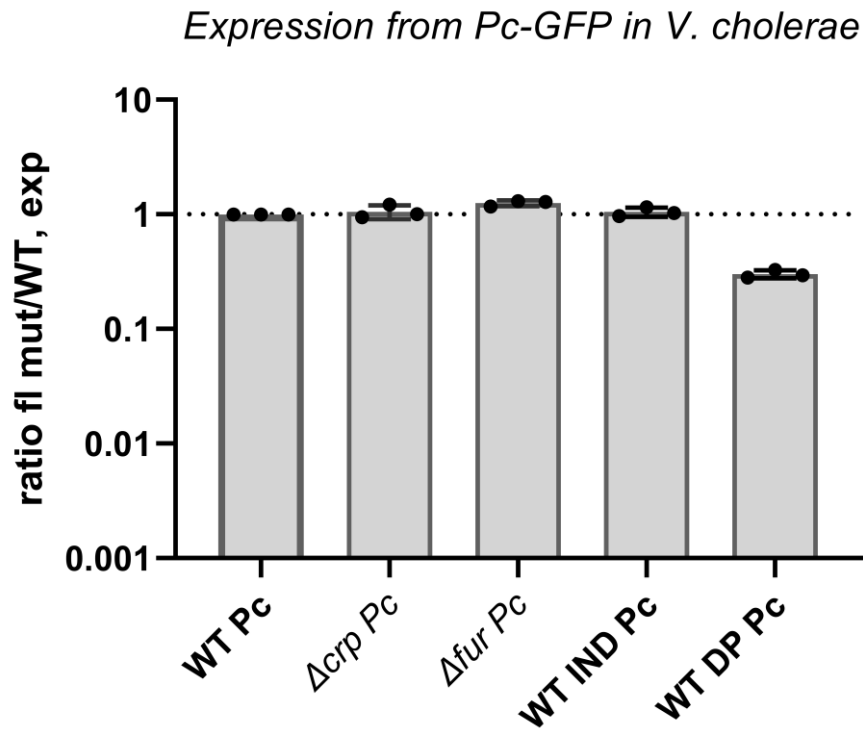 Expression from Pc-GFP in V. cholerae
ratio fl mut/WT, exp
10
1
0.1
0.01
0.001
WT Pc
Δcrp Pc
Δfur Pc
WT IND Pc
WT DP Pc